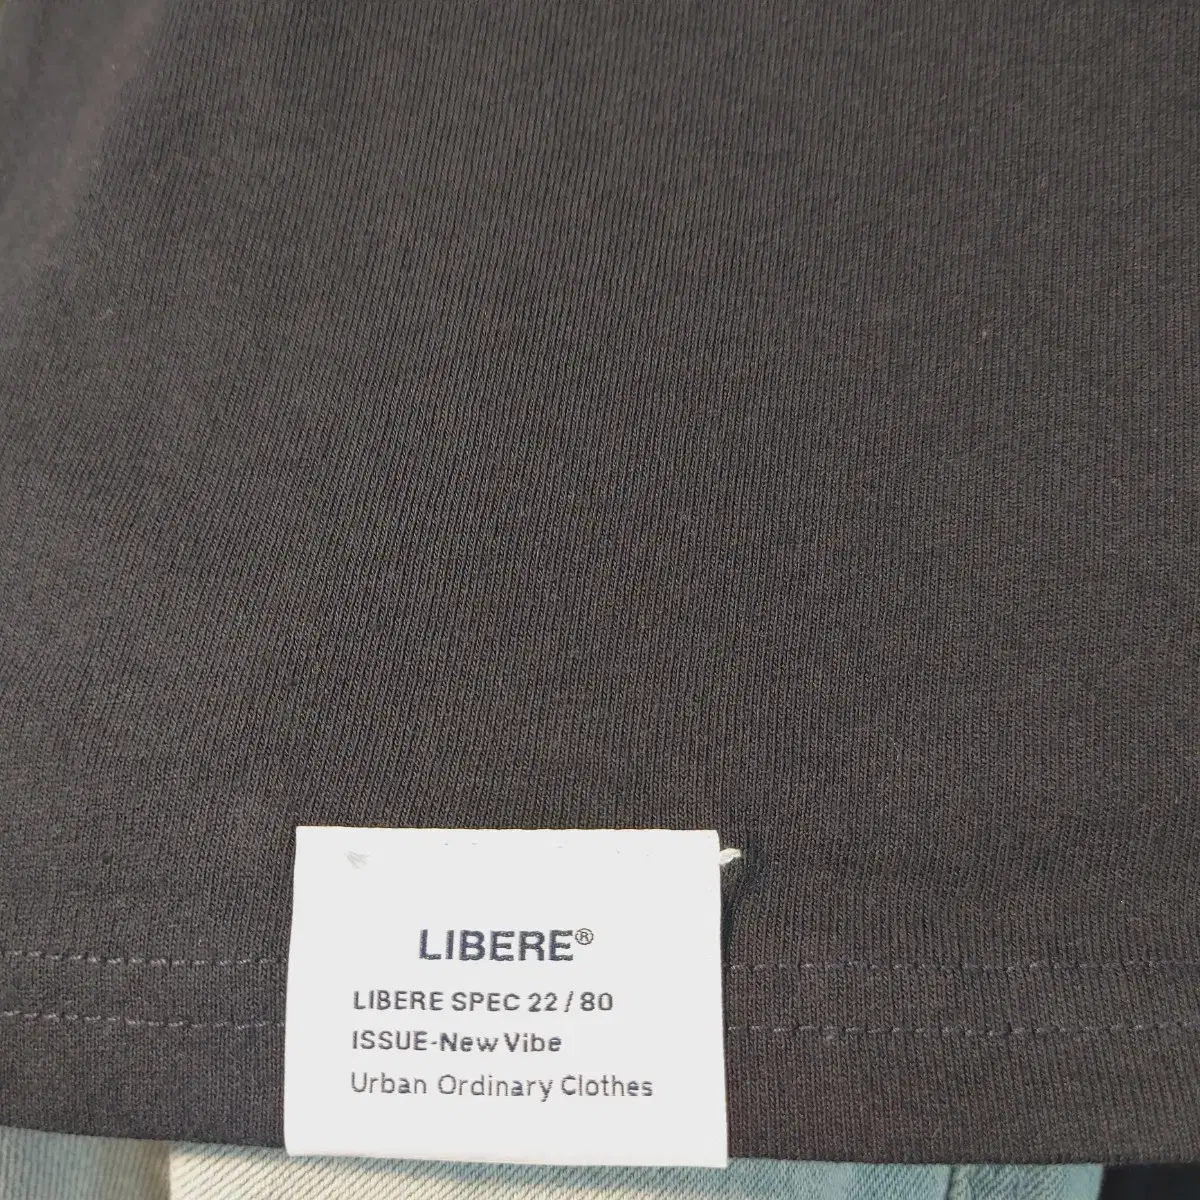 LIBERE®
LIBERE SPEC 22 / 80
ISSUE-New Vibe
Urban Ordinary Clothes